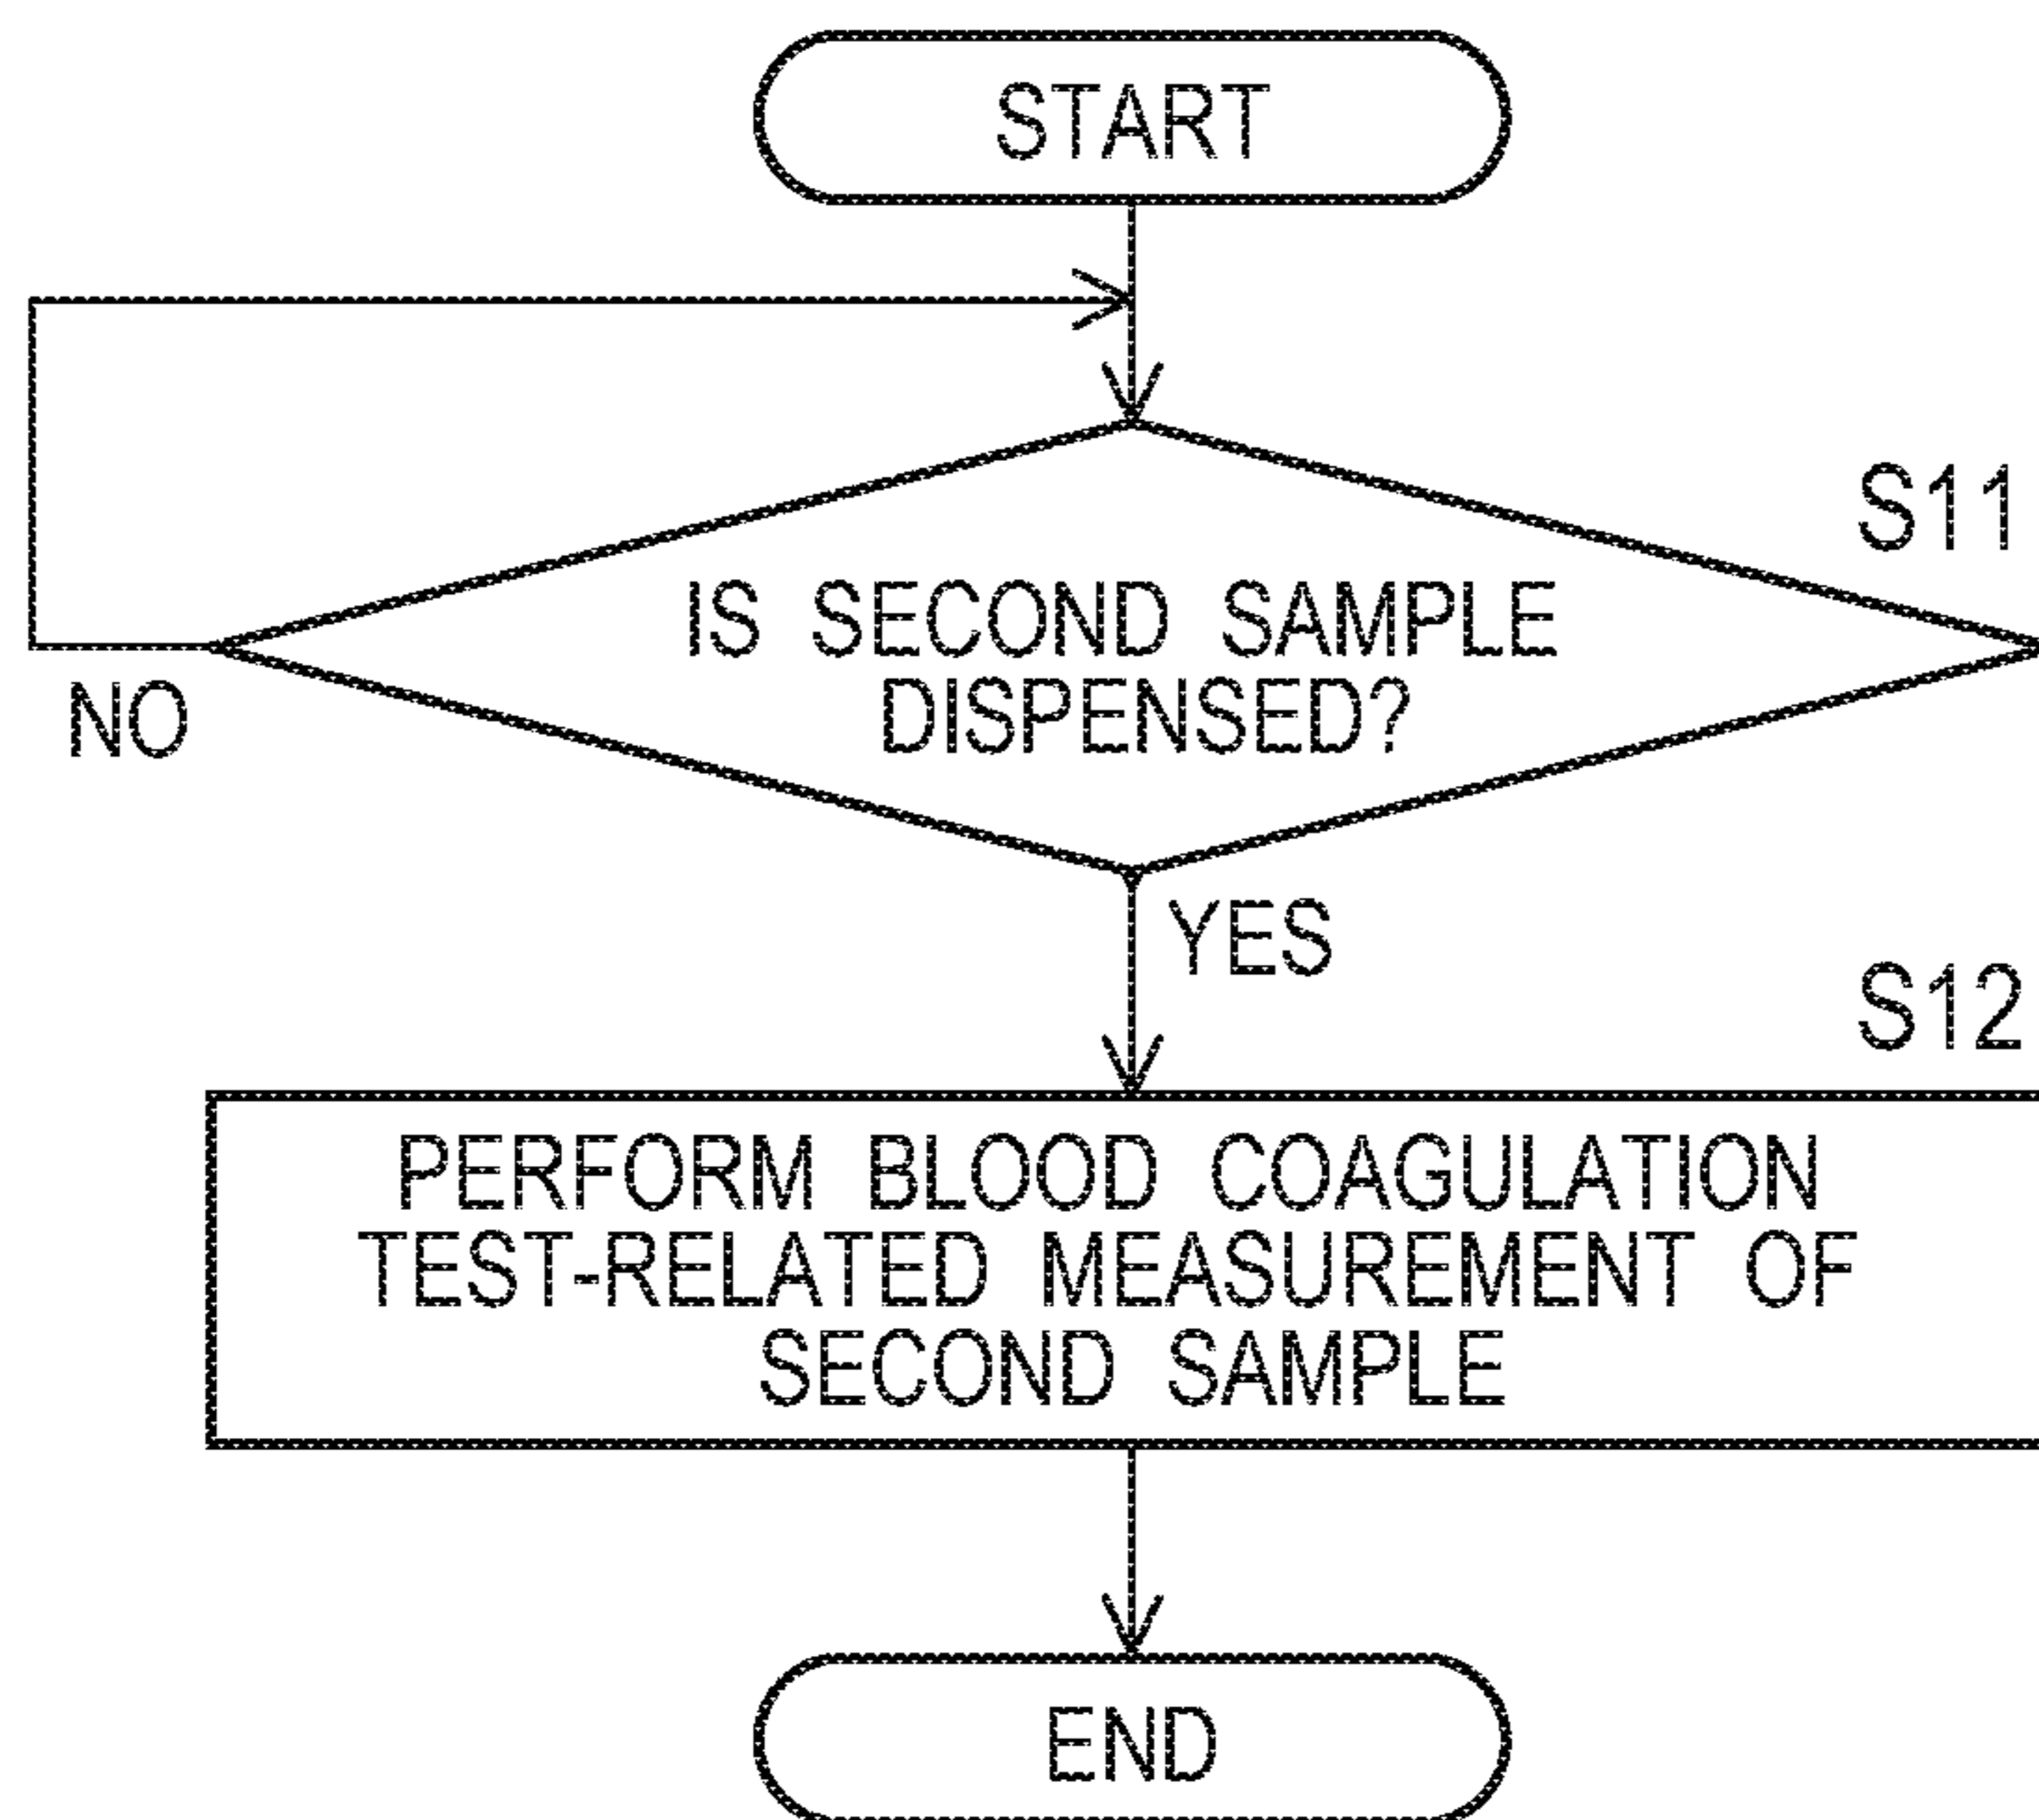 START
S11
IS SECOND SAMPLE
DISPENSED?
NO
YES
S12
PERFORM BLOOD COAGULATION
TEST-RELATED MEASUREMENT OF
SECOND SAMPLE
END